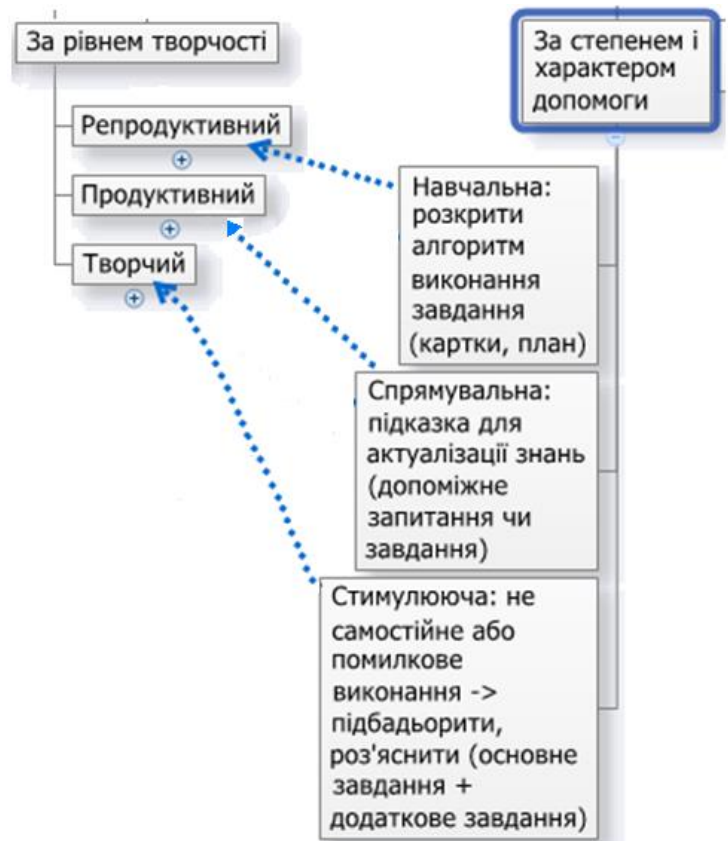 За рівнем творчості
Репродуктивний
Продуктивний
Творчий
За степенем і
характером
допомоги
Навчальна:
розкрити
алгоритм
виконання
завдання
(картки, план)
Спрямувальна:
підказка для
актуалізації знань
(допоміжне
запитання чи
завдання)
Стимулююча: не
самостійне або
помилкове
виконання ->
підбадьорити,
роз'яснити (основне
завдання +
додаткове завдання)